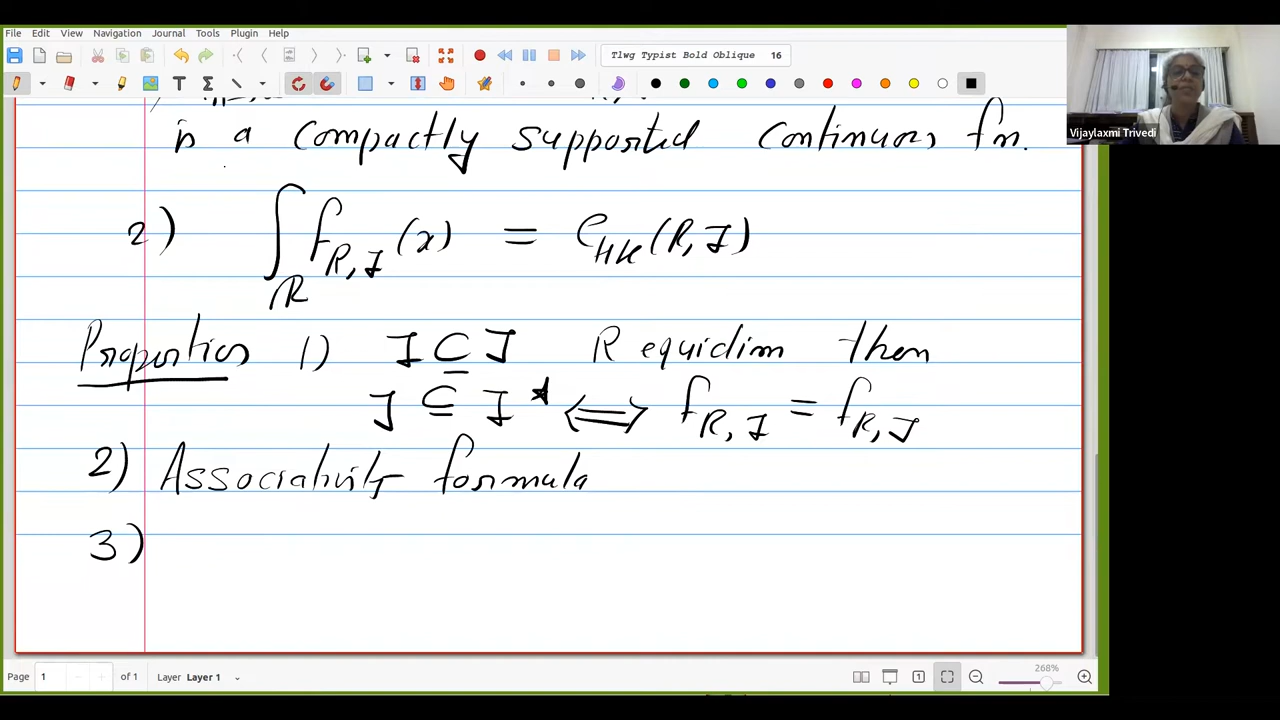 File Edit View Navigation Journal Tools Plugin Help
Tlwg Typist Bold Oblique 16
Vijaylaxmi Trivedi
is a compactly supported continuous fn.
2) ∫_ℝ f_{R,I}(x) = e_{HK}(R,I)
Properties 1) I ⊆ J R equidim then
J ⊆ I* ⟺ f_{R,I} = f_{R,J}
2) Associativity formula
3)
Page 1 of 1 Layer Layer 1 268%